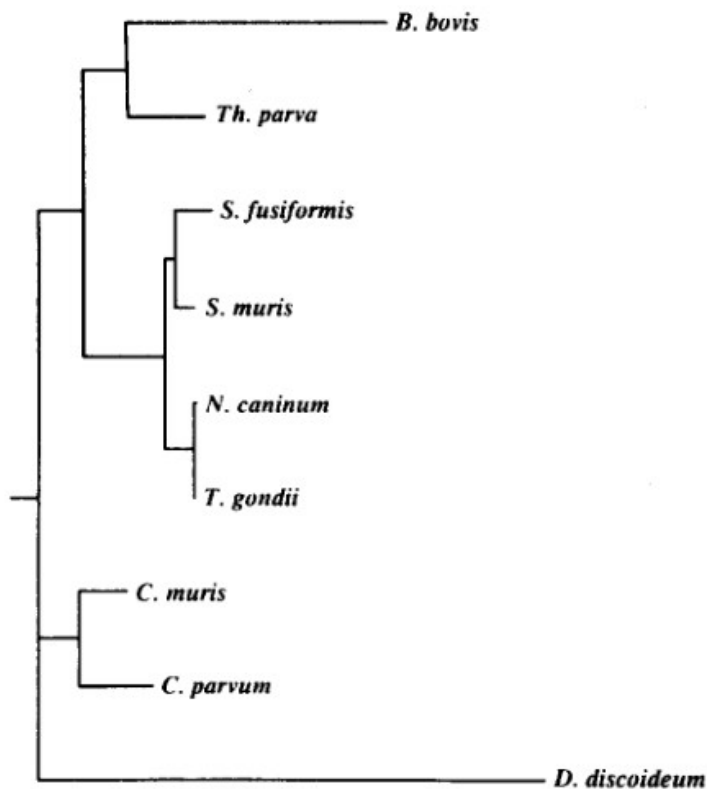 B. bovis
Th. parva
S. fusiformis
S. muris
N. caninum
T. gondii
C. muris
C. parvum
D. discoideum